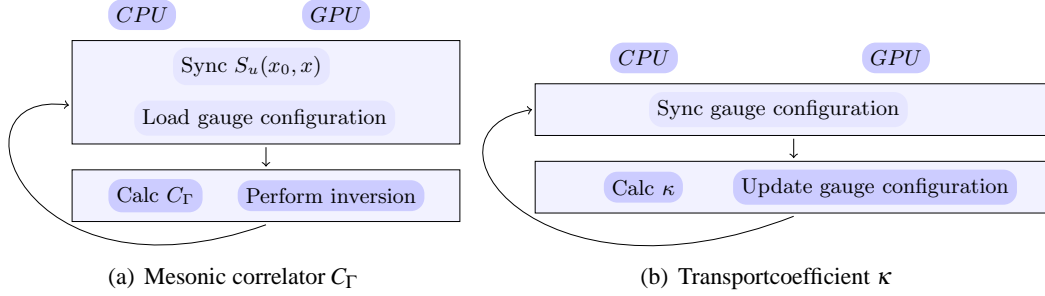 CPU GPU
Sync S_u(x_0, x)
Load gauge configuration
Calc C_Γ Perform inversion
(a) Mesonic correlator C_Γ
CPU GPU
Sync gauge configuration
Calc κ Update gauge configuration
(b) Transportcoefficient κ